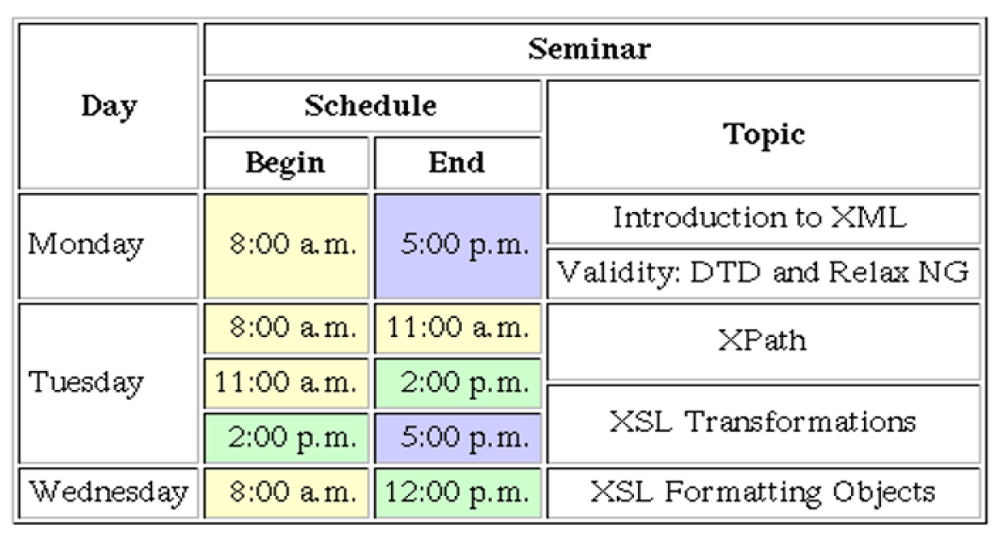 Seminar
Day
Schedule
Topic
Begin End
Monday 8:00 a.m. 5:00 p.m.
Introduction to XML
Validity: DTD and Relax NG
Tuesday
8:00 a.m. 11:00 a.m.
XPath
11:00 a.m. 2:00 p.m.
XSL Transformations
2:00 p.m. 5:00 p.m.
Wednesday 8:00 a.m. 12:00 p.m. XSL Formatting Objects